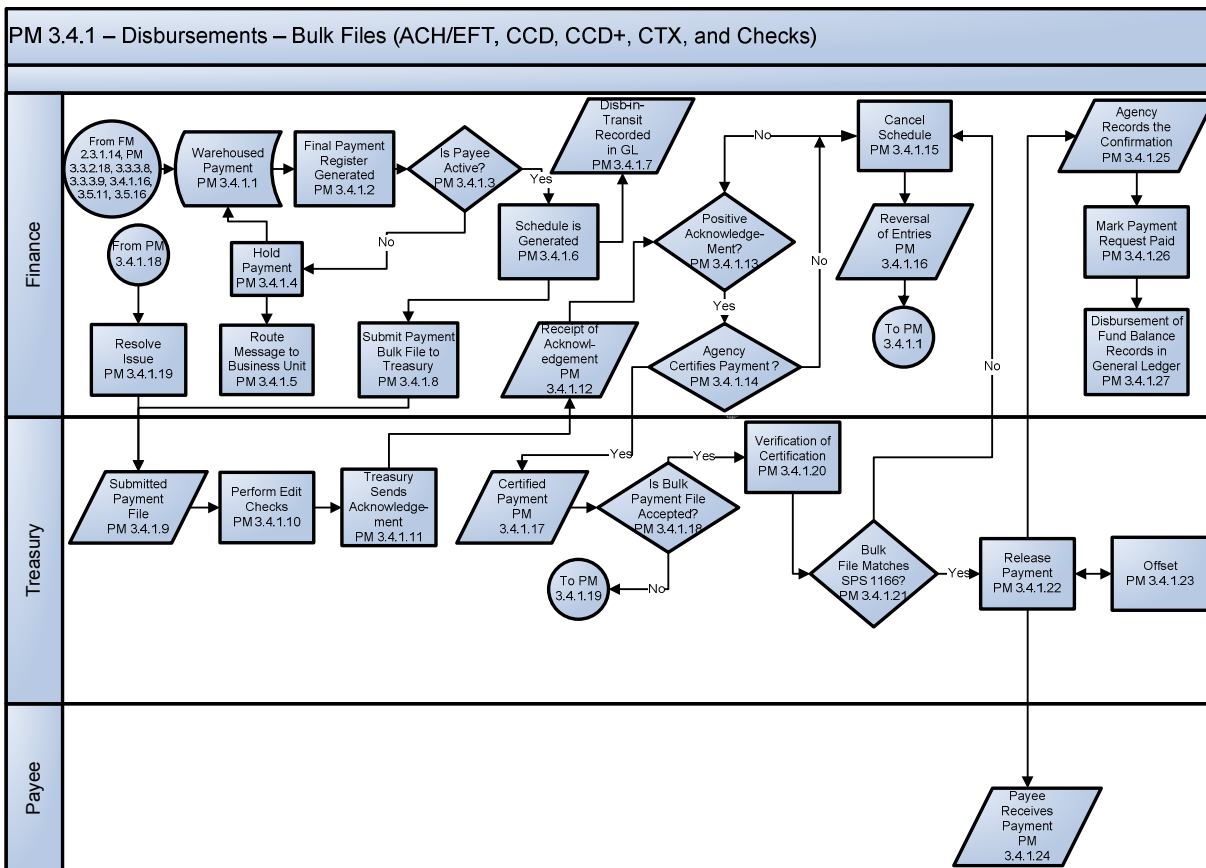 PM 3.4.1 – Disbursements – Bulk Files (ACH/EFT, CCD, CCD+, CTX, and Checks)
Finance
From FM
2.3.1.14, PM
3.3.2.18, 3.3.3.8,
3.3.3.9, 3.4.1.16,
3.5.11, 3.5.16
Warehoused
Payment
PM 3.4.1.1
Final Payment
Register
Generated
PM 3.4.1.2
Is Payee
Active?
PM 3.4.1.3
Yes
No
Disb-in-
Transit
Recorded
in GL
PM 3.4.1.7
Schedule is
Generated
PM 3.4.1.6
Hold
Payment
PM 3.4.1.4
Route
Message to
Business Unit
PM 3.4.1.5
From PM
3.4.1.18
Resolve
Issue
PM 3.4.1.19
Submit Payment
Bulk File to
Treasury
PM 3.4.1.8
Receipt of
Acknowl-
edgement
PM
3.4.1.12
No
Positive
Acknowledge-
Ment?
PM 3.4.1.13
Yes
No
Agency
Certifies Payment ?
PM 3.4.1.14
Cancel
Schedule
PM 3.4.1.15
Reversal
of Entries
PM
3.4.1.16
To PM
3.4.1.1
No
Agency
Records the
Confirmation
PM 3.4.1.25
Mark Payment
Request Paid
PM 3.4.1.26
Disbursement of
Fund Balance
Records in
General Ledger
PM 3.4.1.27
Treasury
Submitted
Payment
File
PM 3.4.1.9
Perform Edit
Checks
PM 3.4.1.10
Treasury
Sends
Acknowledge-
ment
PM 3.4.1.11
Yes
Certified
Payment
PM
3.4.1.17
Is Bulk
Payment File
Accepted?
PM 3.4.1.18
Yes
No
To PM
3.4.1.19
Verification of
Certification
PM 3.4.1.20
Bulk
File Matches
SPS 1166?
PM 3.4.1.21
Yes
Release
Payment
PM 3.4.1.22
Offset
PM 3.4.1.23
Payee
Payee
Receives
Payment
PM
3.4.1.24